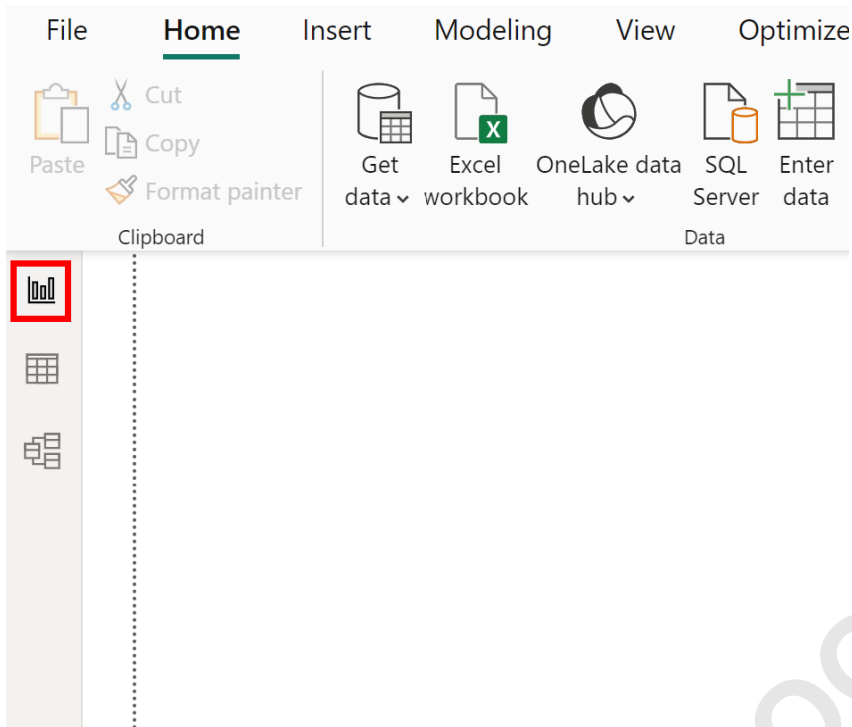 File Home Insert Modeling View Optimize
Cut
Copy
Paste
Format painter
Get data
Excel workbook
OneLake data hub
SQL Server
Enter data
Clipboard
Data